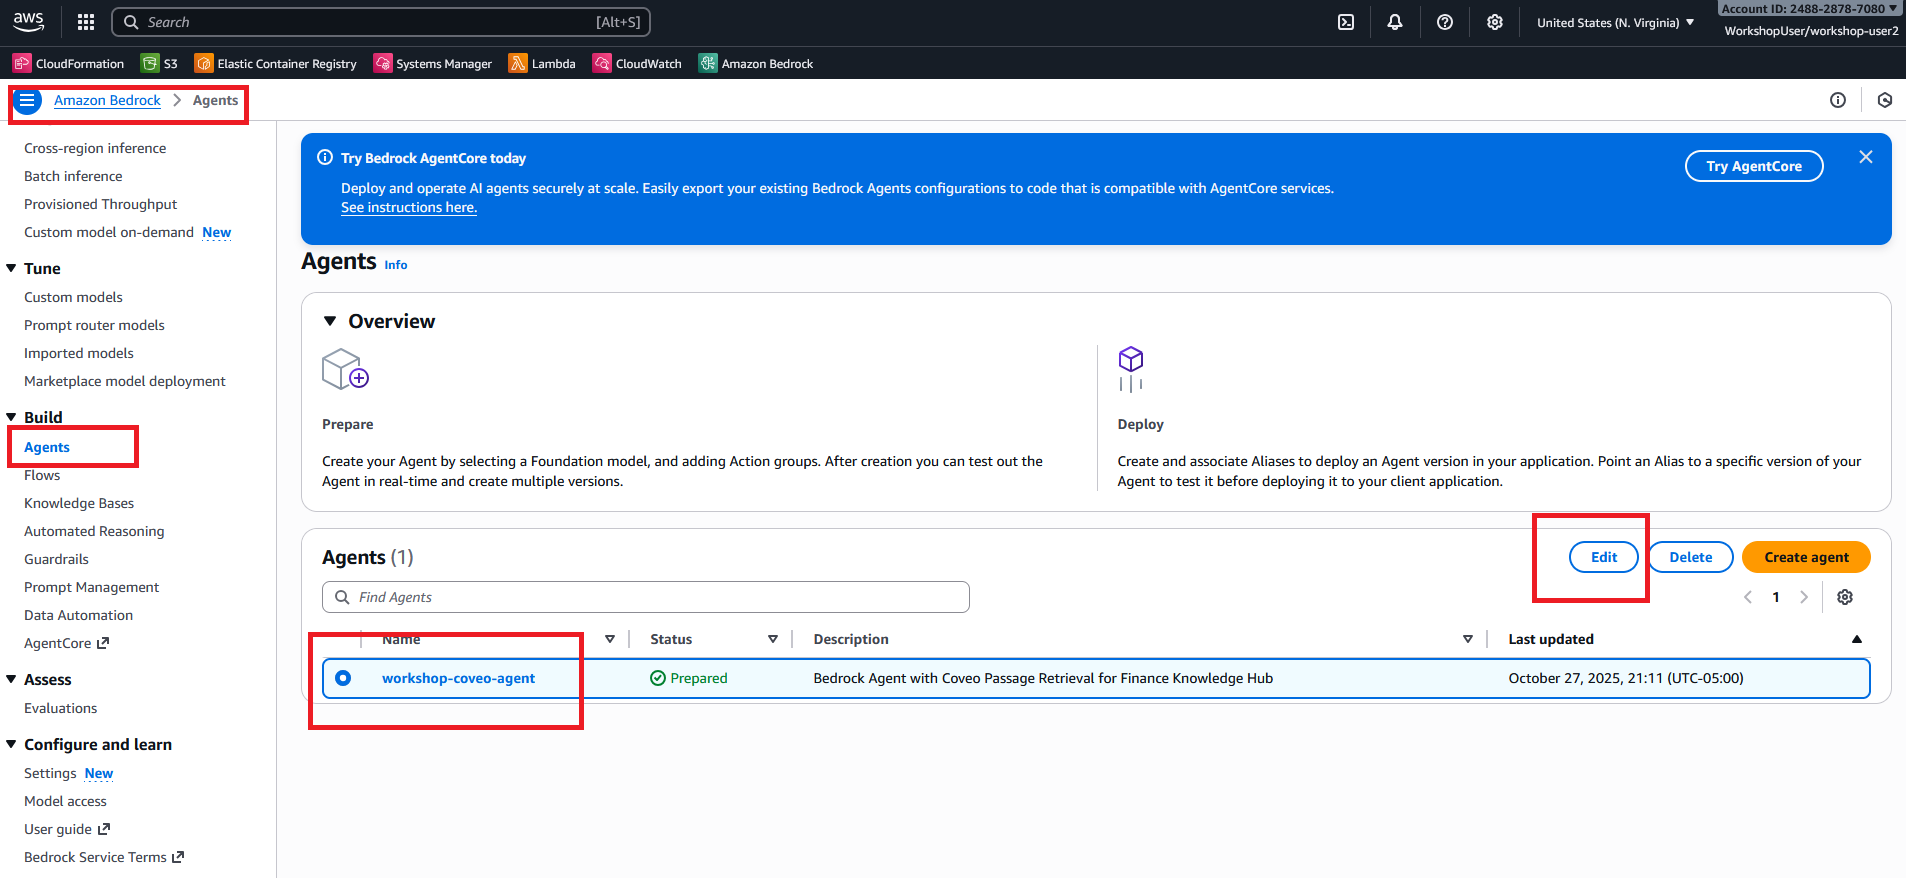 aws
Search [Alt+S]
United States (N. Virginia)
Account ID: 2488-2878-7080
WorkshopUser/workshop-user2
CloudFormation S3 Elastic Container Registry Systems Manager Lambda CloudWatch Amazon Bedrock
Amazon Bedrock > Agents
Cross-region inference
Batch inference
Provisioned Throughput
Custom model on-demand New
Tune
Custom models
Prompt router models
Imported models
Marketplace model deployment
Build
Agents
Flows
Knowledge Bases
Automated Reasoning
Guardrails
Prompt Management
Data Automation
AgentCore
Assess
Evaluations
Configure and learn
Settings New
Model access
User guide
Bedrock Service Terms
Try Bedrock AgentCore today
Deploy and operate AI agents securely at scale. Easily export your existing Bedrock Agents configurations to code that is compatible with AgentCore services.
See instructions here.
Try AgentCore
Agents Info
Overview
Prepare
Create your Agent by selecting a Foundation model, and adding Action groups. After creation you can test out the
Agent in real-time and create multiple versions.
Deploy
Create and associate Aliases to deploy an Agent version in your application. Point an Alias to a specific version of your
Agent to test it before deploying it to your client application.
Agents (1)
Edit Delete Create agent
Find Agents
1
Name Status Description Last updated
workshop-coveo-agent Prepared Bedrock Agent with Coveo Passage Retrieval for Finance Knowledge Hub October 27, 2025, 21:11 (UTC-05:00)